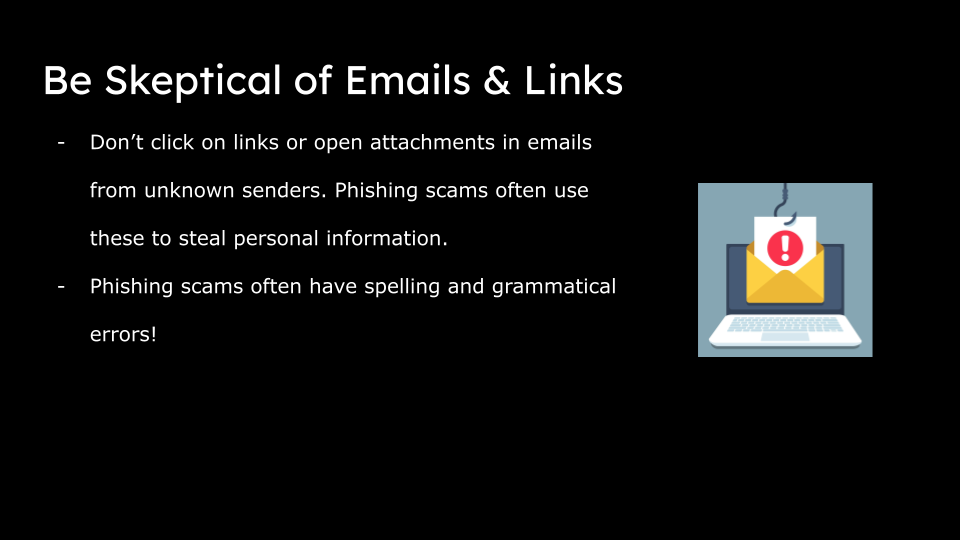 Be Skeptical of Emails & Links
- Don’t click on links or open attachments in emails
from unknown senders. Phishing scams often use
these to steal personal information.
- Phishing scams often have spelling and grammatical
errors!